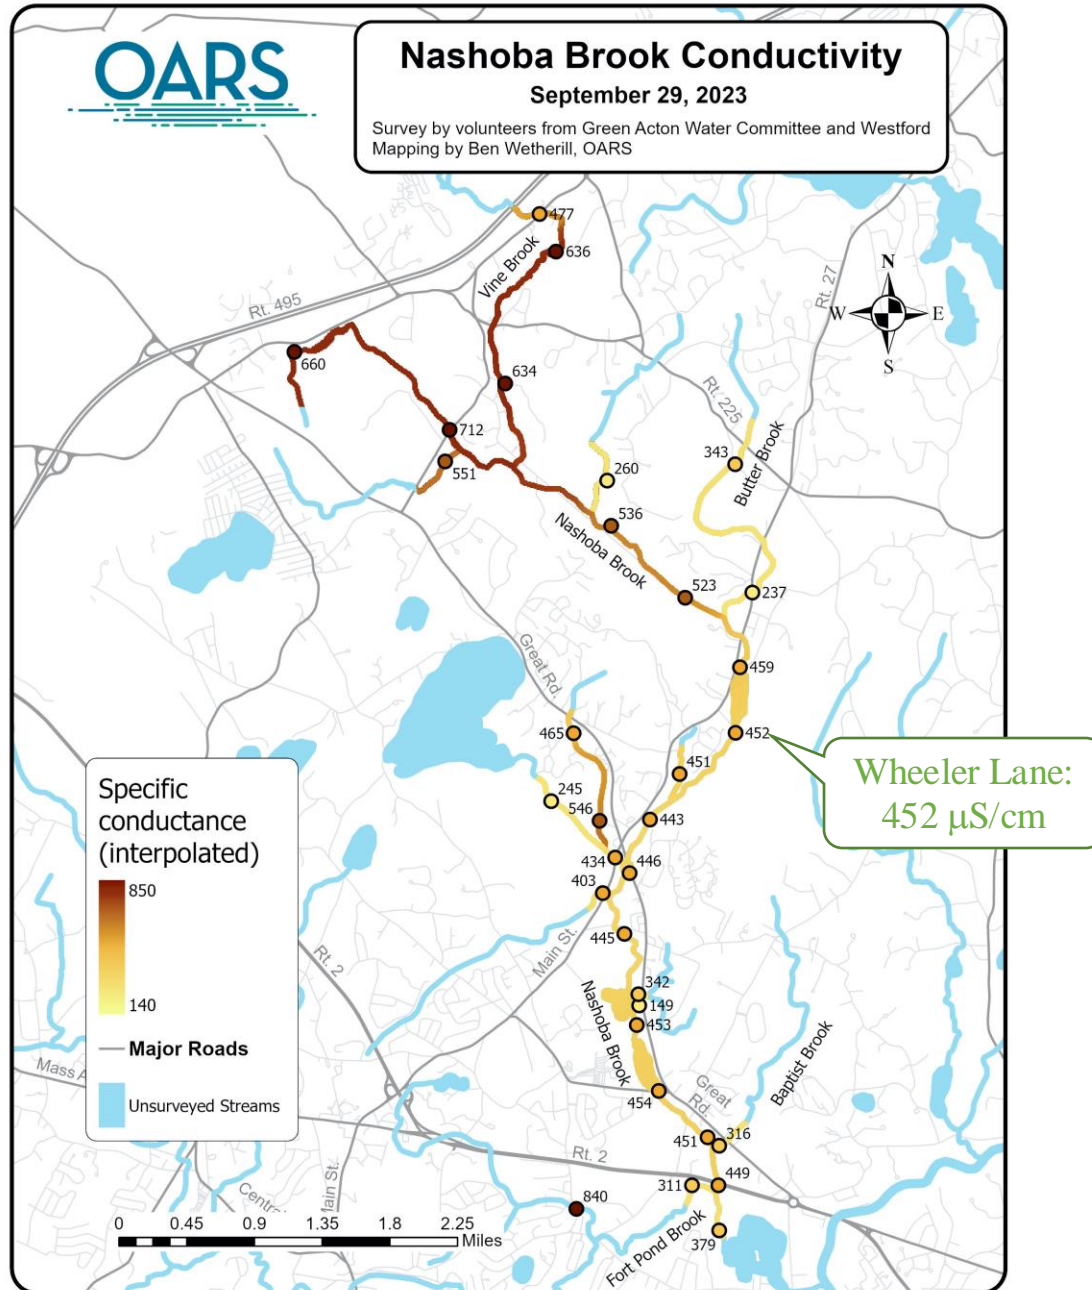 OARS
Nashoba Brook Conductivity
September 29, 2023
Survey by volunteers from Green Acton Water Committee and Westford
Mapping by Ben Wetherill, OARS
477
636
Vine Brook
N
W
E
S
Rt. 27
Rt. 495
660
634
Rt. 225
712
551
343
Butter Brook
260
536
Nashoba Brook
523
237
Great Rd.
459
465
452
451
Wheeler Lane:
452 µS/cm
245
546
443
434
446
403
445
Main St.
Rt. 2
342
149
453
Nashoba Brook
454
Great
Rd.
Baptist Brook
451
316
Rt. 2
311
449
840
379
Fort Pond Brook
Specific
conductance
(interpolated)
850
140
Major Roads
Unsurveyed Streams
Mass A
Centra
Main St.
0 0.45 0.9 1.35 1.8 2.25
Miles